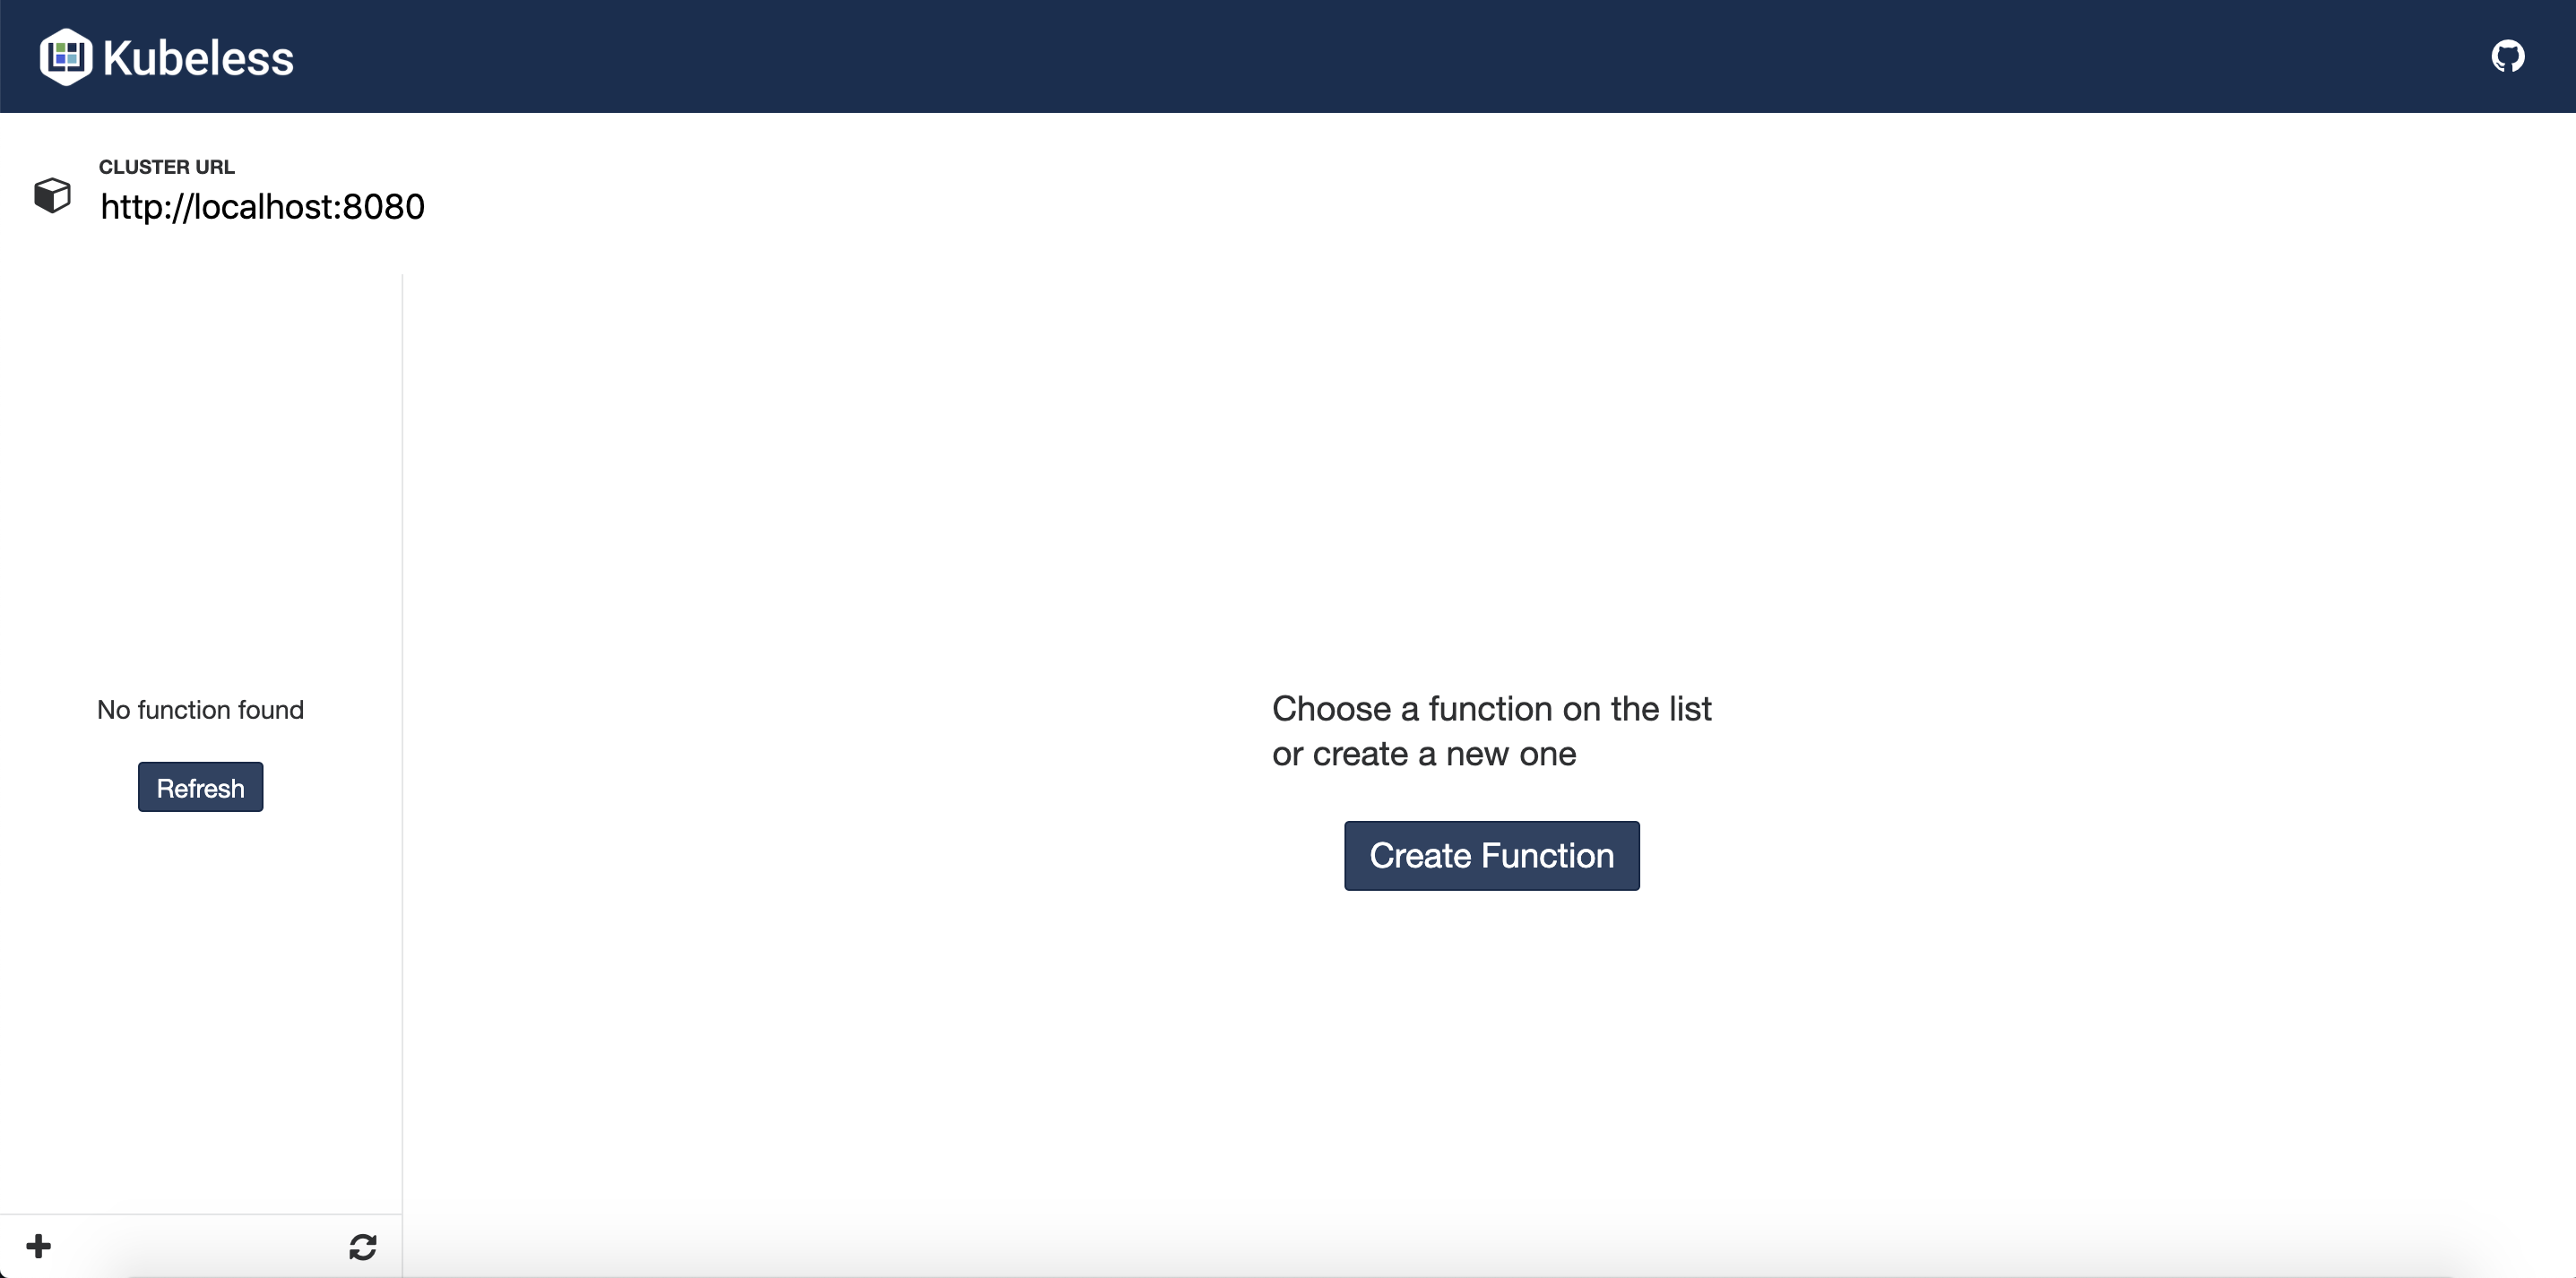 Kubeless
CLUSTER URL
http://localhost:8080
No function found
Refresh
Choose a function on the list
or create a new one
Create Function